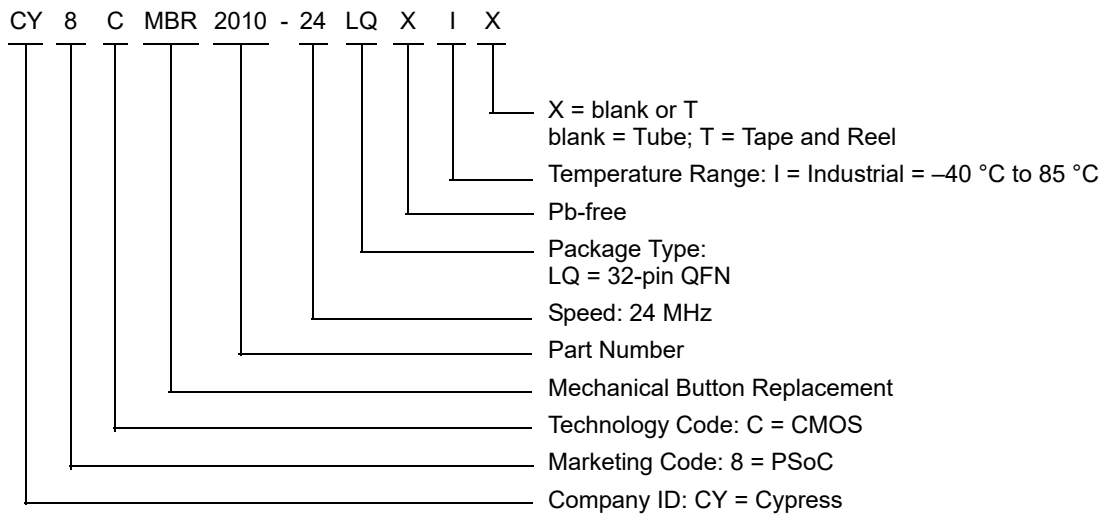 CY 8 C MBR 2010 - 24 LQ X I X
X = blank or T
blank = Tube; T = Tape and Reel
Temperature Range: I = Industrial = –40 °C to 85 °C
Pb-free
Package Type:
LQ = 32-pin QFN
Speed: 24 MHz
Part Number
Mechanical Button Replacement
Technology Code: C = CMOS
Marketing Code: 8 = PSoC
Company ID: CY = Cypress